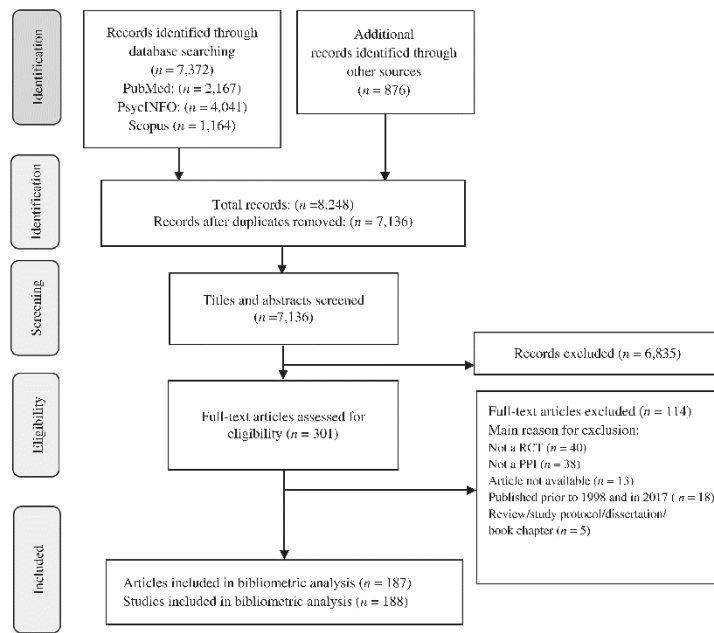 Identification
Records identified through
database searching
(n = 7,372)
PubMed: (n = 2,167)
PsycINFO: (n = 4,041)
Scopus (n = 1,164)
Additional
records identified through
other sources
(n = 876)
Identification
Total records: (n =8,248)
Records after duplicates removed: (n = 7,136)
Screening
Titles and abstracts screened
(n =7,136)
Records excluded (n = 6,835)
Eligibility
Full-text articles assessed for
eligibility (n = 301)
Full-text articles excluded (n = 114)
Main reason for exclusion:
Not a RCT (n = 40)
Not a PPI (n = 38)
Article not available (n = 13)
Published prior to 1998 and in 2017 ( n = 18)
Review/study protocol/dissertation/
book chapter (n = 5)
Included
Articles included in bibliometric analysis (n = 187)
Studies included in bibliometric analysis (n = 188)